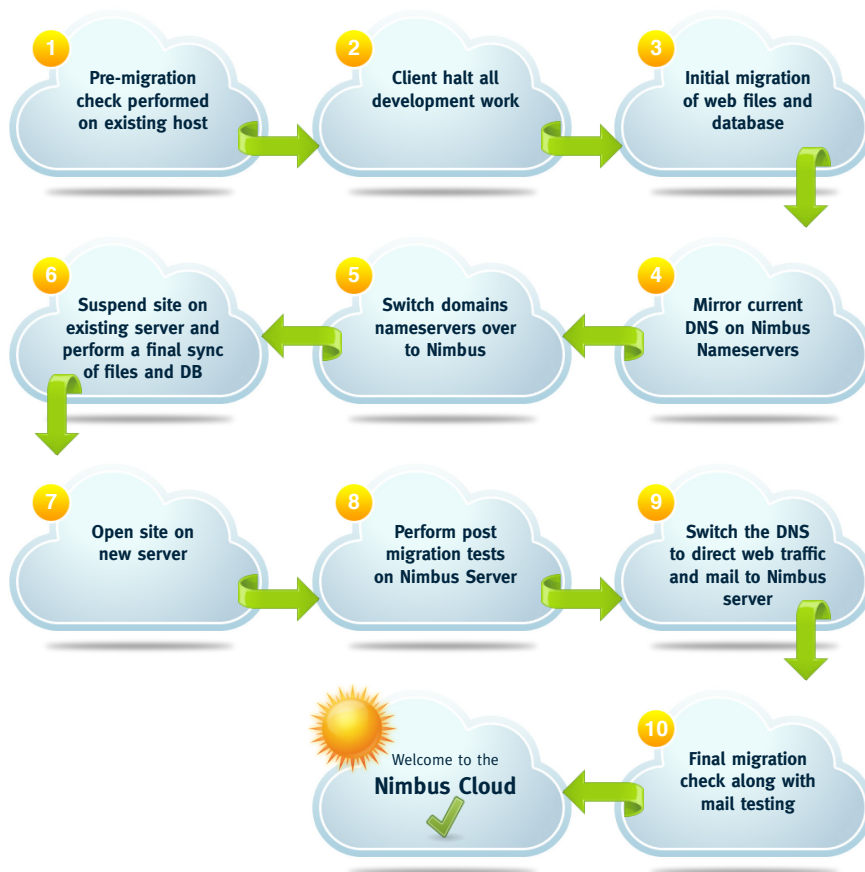 1
Pre-migration
check performed
on existing host
2
Client halt all
development work
3
Initial migration
of web files and
database
4
Mirror current
DNS on Nimbus
Nameservers
5
Switch domains
nameservers over
to Nimbus
6
Suspend site on
existing server and
perform a final sync
of files and DB
7
Open site on
new server
8
Perform post
migration tests
on Nimbus Server
9
Switch the DNS
to direct web traffic
and mail to Nimbus
server
10
Final migration
check along with
mail testing
Welcome to the
Nimbus Cloud